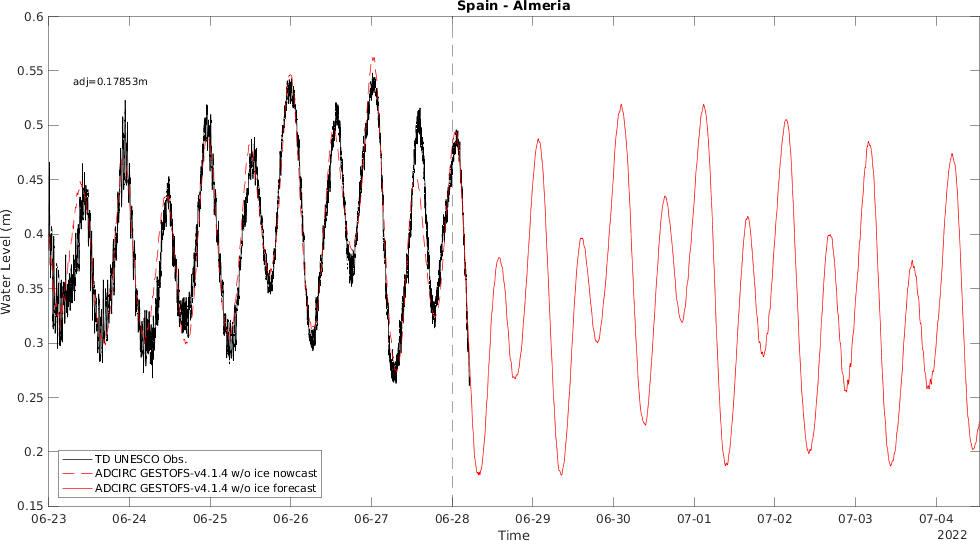 Spain - Almeria
0.6
0.55
adj=0.17853m
0.5
0.45
0.4
Water Level (m)
0.35
0.3
0.25
0.2
0.15
TD UNESCO Obs.
ADCIRC GESTOFS-v4.1.4 w/o ice nowcast
ADCIRC GESTOFS-v4.1.4 w/o ice forecast
06-23 06-24 06-25 06-26 06-27 06-28 06-29 06-30 07-01 07-02 07-03 07-04
Time
2022